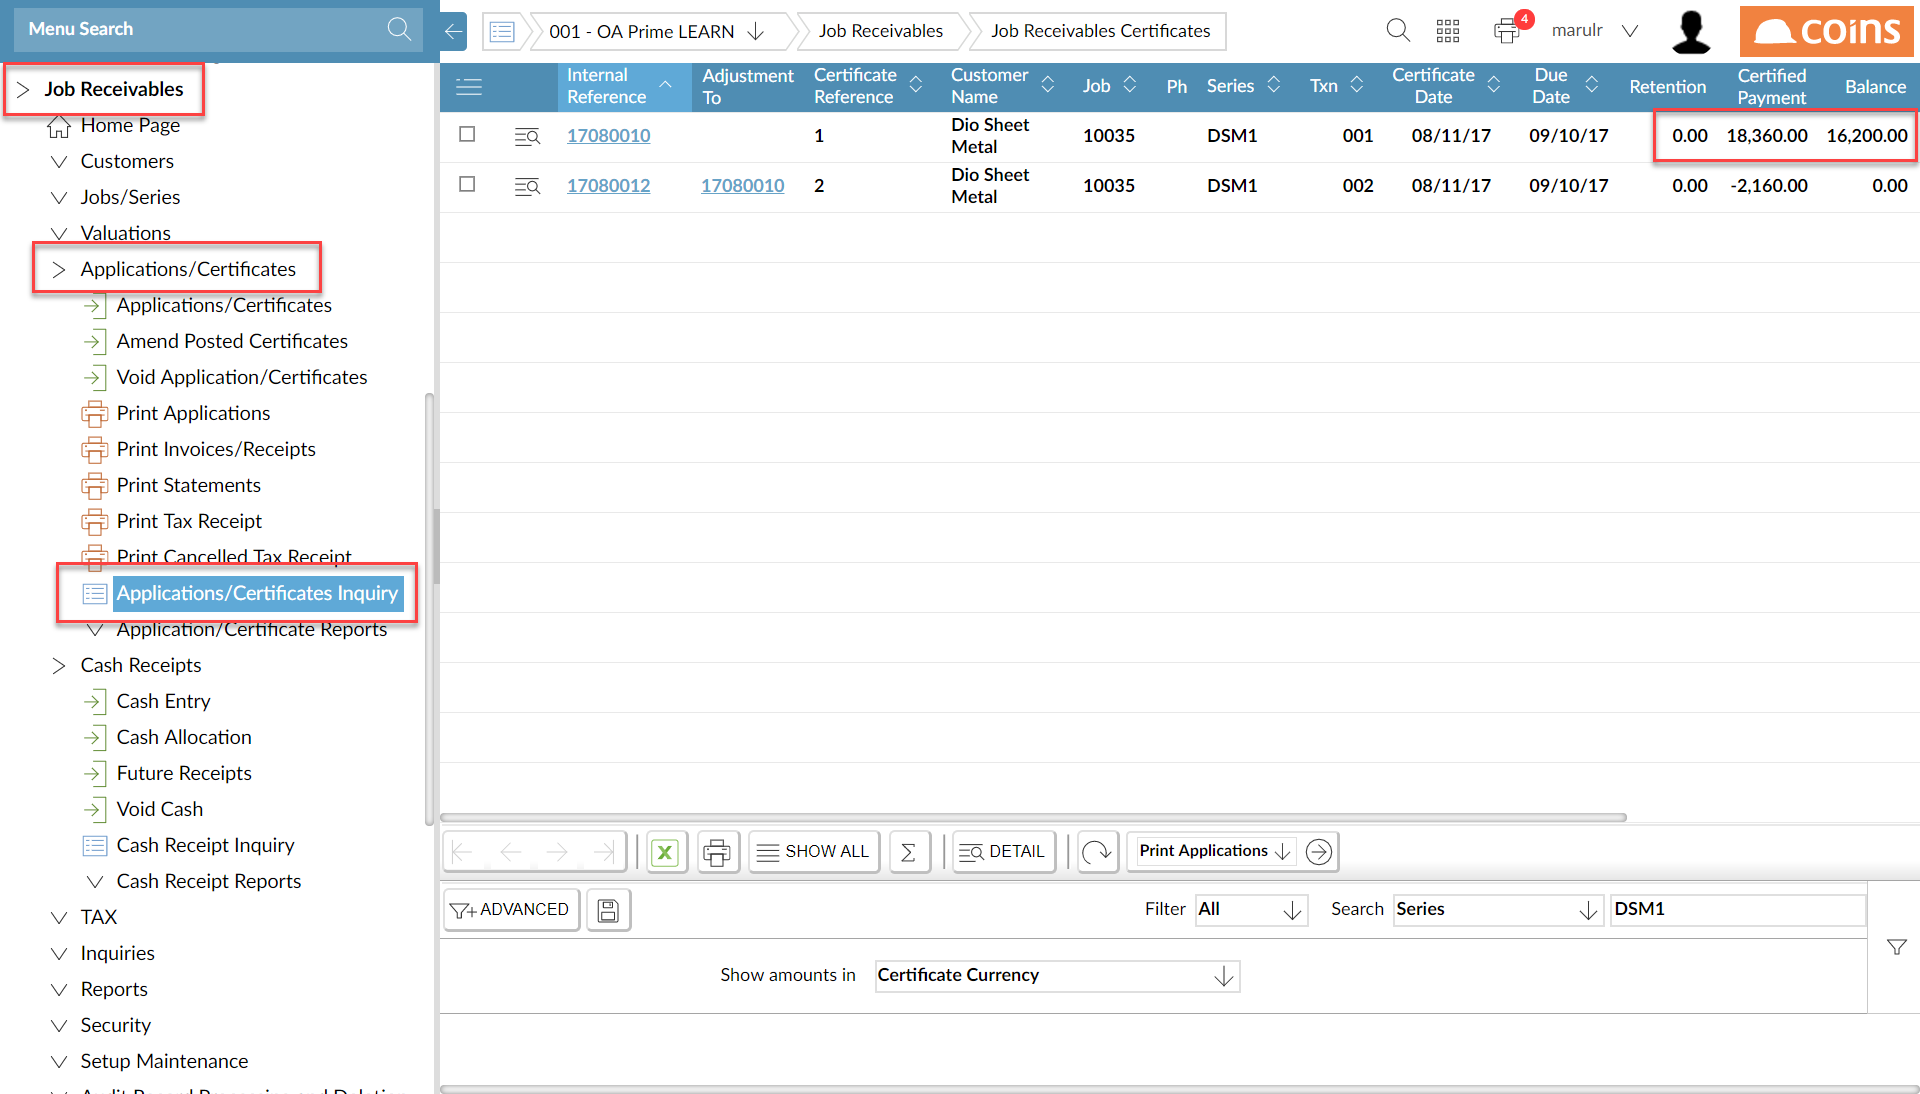 Menu Search
Job Receivables
Home Page
Customers
Jobs/Series
Valuations
Applications/Certificates
Applications/Certificates
Amend Posted Certificates
Void Application/Certificates
Print Applications
Print Invoices/Receipts
Print Statements
Print Tax Receipt
Print Cancelled Tax Receipt
Applications/Certificates Inquiry
Application/Certificate Reports
Cash Receipts
Cash Entry
Cash Allocation
Future Receipts
Void Cash
Cash Receipt Inquiry
Cash Receipt Reports
TAX
Inquiries
Reports
Security
Setup Maintenance
001 - OA Prime LEARN Job Receivables Job Receivables Certificates
4
marulr
coins
Internal Reference Adjustment To Certificate Reference Customer Name Job Ph Series Txn Certificate Date Due Date Retention Certified Payment Balance
17080010 1 Dio Sheet Metal 10035 DSM1 001 08/11/17 09/10/17 0.00 18,360.00 16,200.00
17080012 17080010 2 Dio Sheet Metal 10035 DSM1 002 08/11/17 09/10/17 0.00 -2,160.00 0.00
X SHOW ALL Σ DETAIL Print Applications
ADVANCED Filter All Search Series DSM1
Show amounts in Certificate Currency